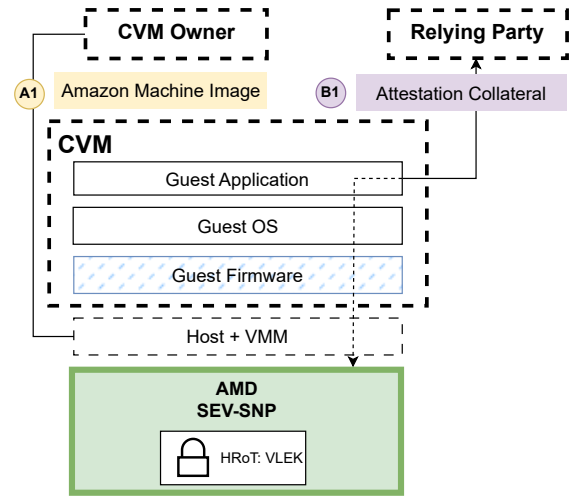 CVM Owner
Relying Party
A1
Amazon Machine Image
B1
Attestation Collateral
CVM
Guest Application
Guest OS
Guest Firmware
Host + VMM
AMD
SEV-SNP
HRoT: VLEK